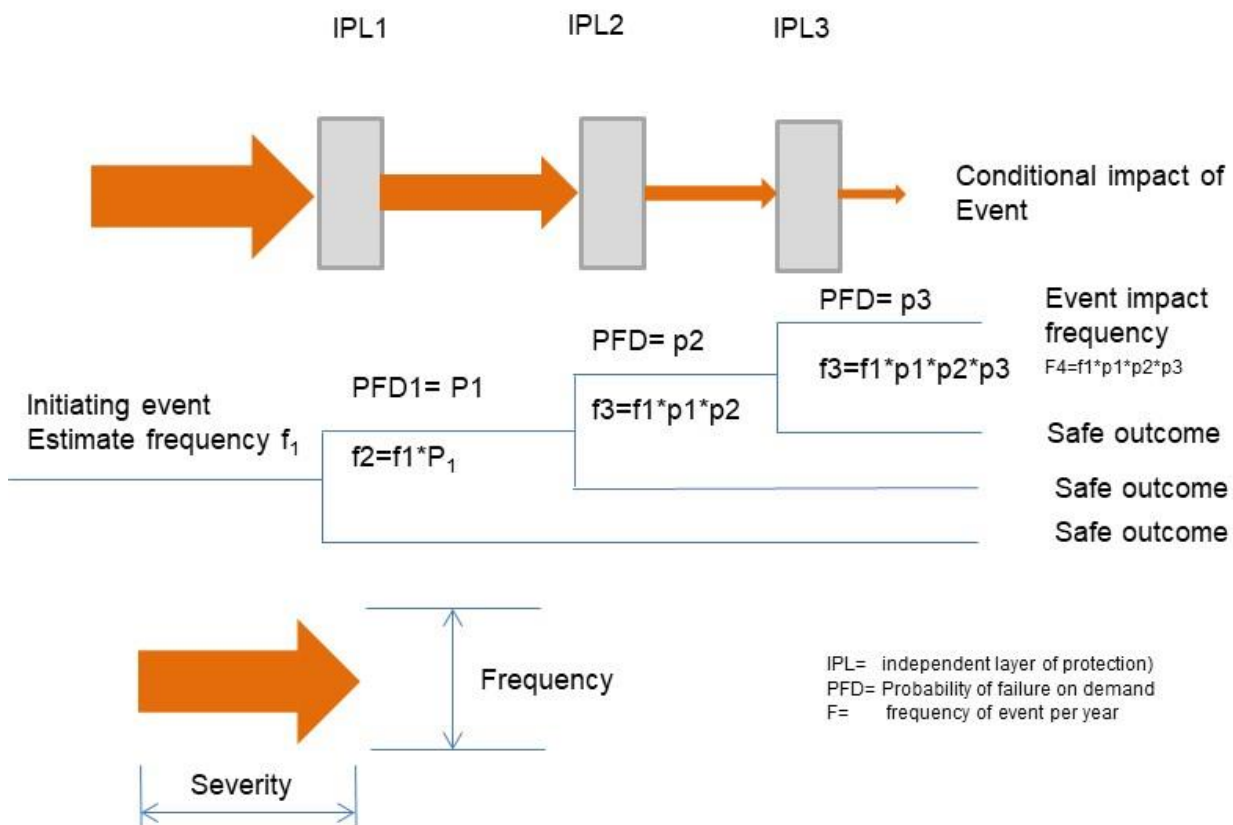 IPL1
IPL2
IPL3
Conditional impact of
Event
PFD= p3
Event impact
frequency
PFD= p2
f3=f1*p1*p2*p3
F4=f1*p1*p2*p3
PFD1= P1
Initiating event
f3=f1*p1*p2
Estimate frequency f₁
Safe outcome
f2=f1*P₁
Safe outcome
Safe outcome
Frequency
IPL= independent layer of protection)
PFD= Probability of failure on demand
F= frequency of event per year
Severity